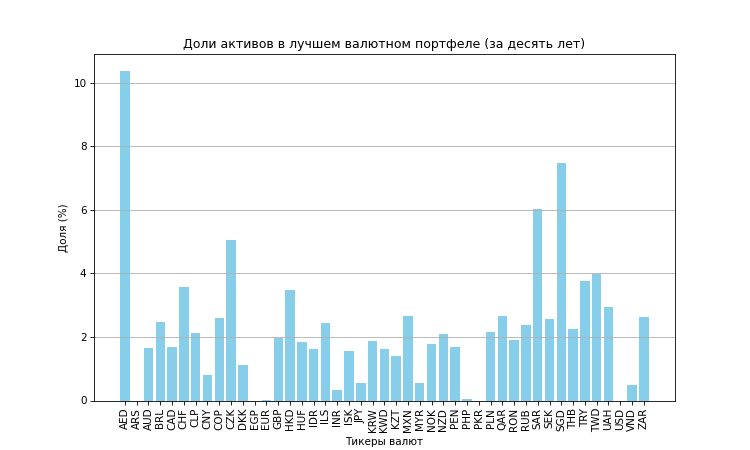 Доли активов в лучшем валютном портфеле (за десять лет)
Доля (%)
10
8
6
4
2
0
AED ARS AUD BRL CAD CHF CLP CNY COP CZK DKK EGP EUR GBP HKD HUF IDR ILS INR ISK JPY KRW KWD KZT MXN MYR NOK NZD PEN PHP PKR PLN QAR RON RUB SAR SEK SGD THB TRY TWD UAH USD VND ZAR
Тикеры валют